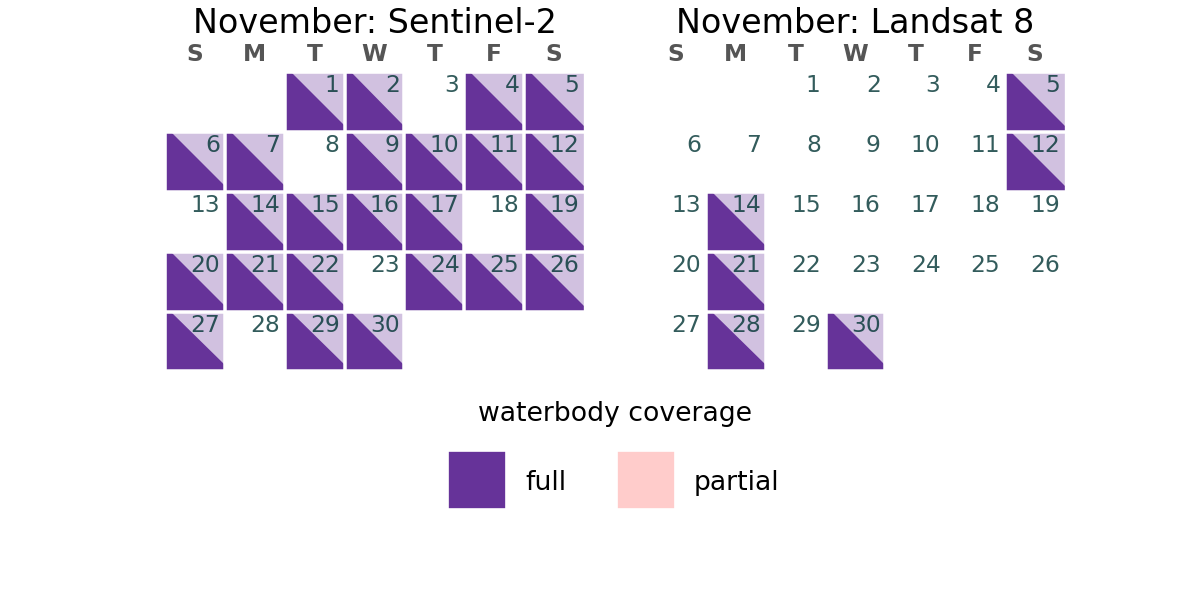 November: Sentinel-2
S M T W T F S
1 2 3 4 5
6 7 8 9 10 11 12
13 14 15 16 17 18 19
20 21 22 23 24 25 26
27 28 29 30
November: Landsat 8
S M T W T F S
1 2 3 4 5
6 7 8 9 10 11 12
13 14 15 16 17 18 19
20 21 22 23 24 25 26
27 28 29 30
waterbody coverage
full partial